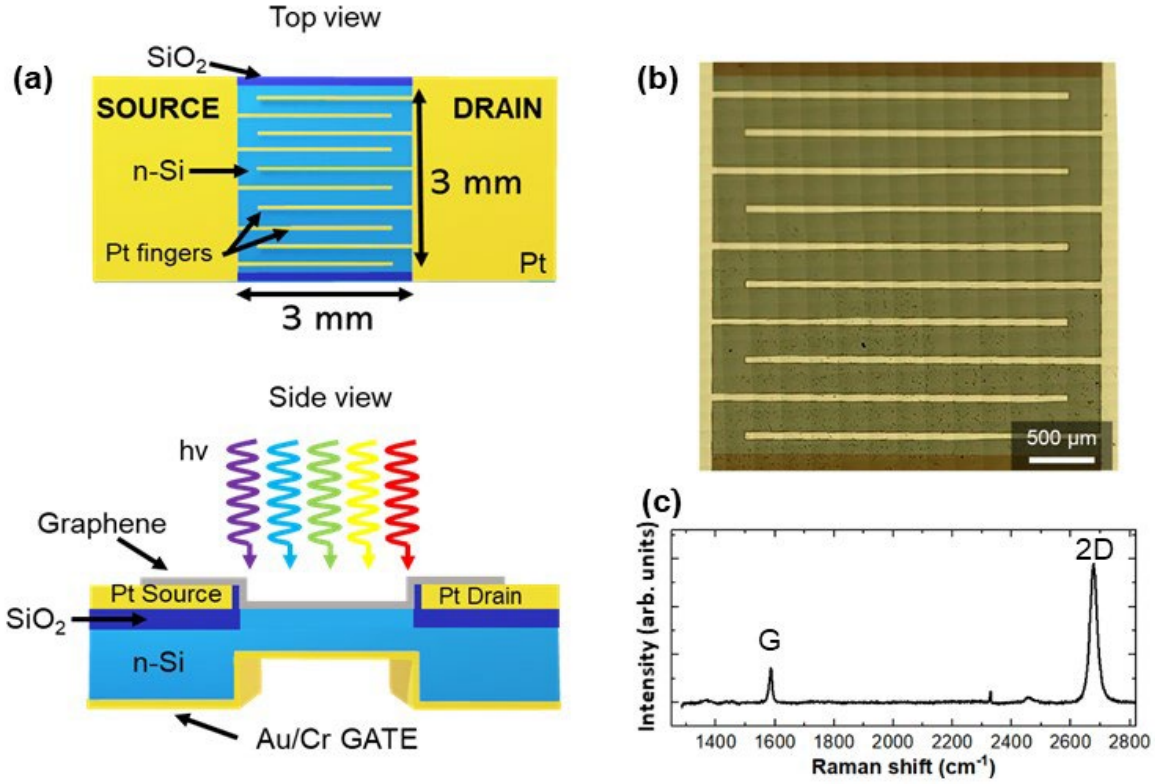 Top view
(a)
SiO₂
SOURCE
DRAIN
n-Si
3 mm
Pt fingers
Pt
3 mm
Side view
hv
Graphene
Pt Source
Pt Drain
SiO₂
n-Si
Au/Cr GATE
(b)
500 µm
(c)
Intensity (arb. units)
2D
G
1400 1600 1800 2000 2200 2400 2600 2800
Raman shift (cm⁻¹)